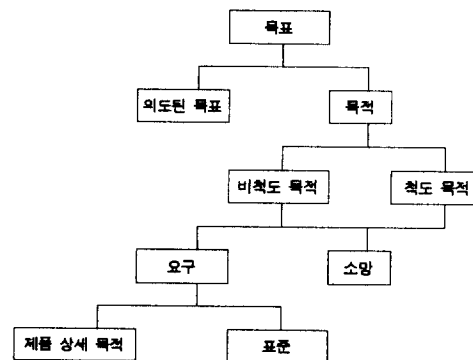 목표
의도된 목표
목적
비척도 목적
척도 목적
요구
소망
제품 상세 목적
표준